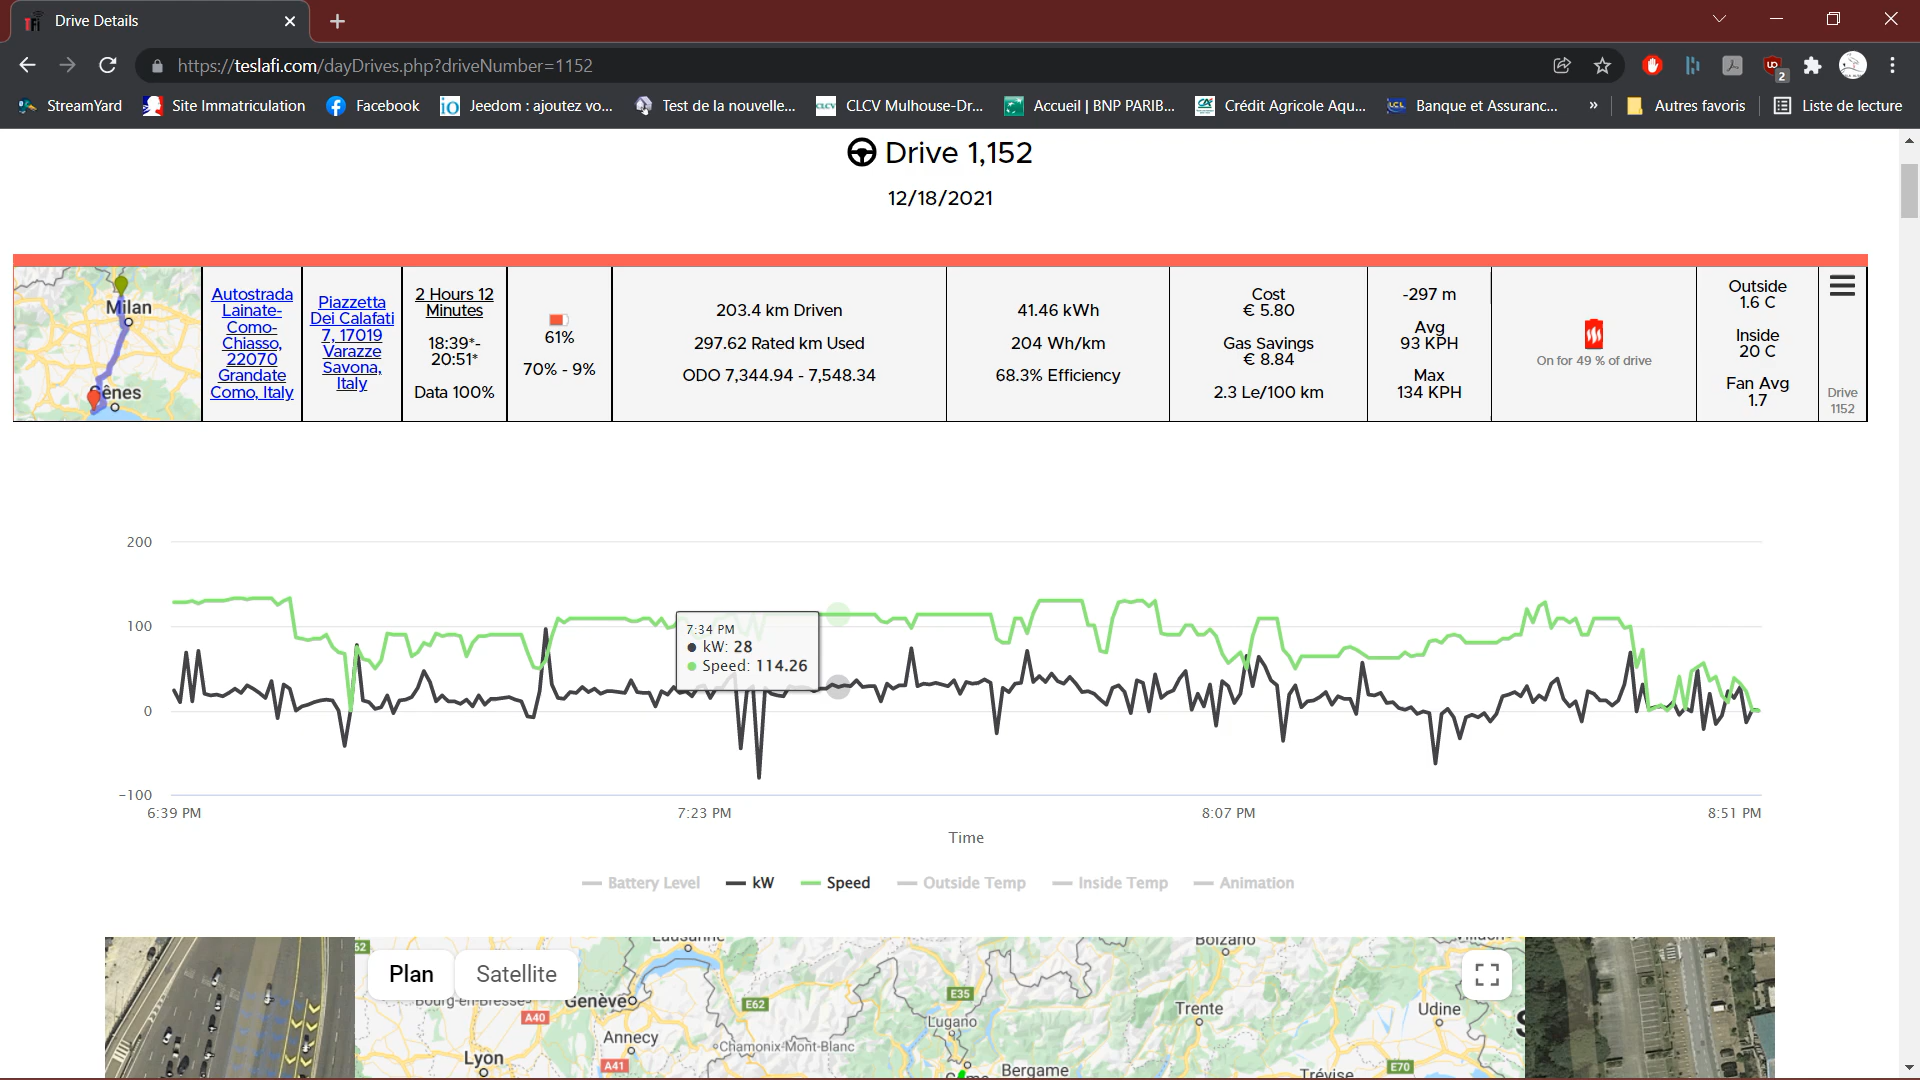 Drive Details
https://teslafi.com/dayDrives.php?driveNumber=1152
2
StreamYard
Site Immatriculation
Facebook
Jeedom : ajoutez vo...
Test de la nouvelle...
CLCV Mulhouse-Dr...
Accueil | BNP PARIB...
Crédit Agricole Aqu...
Banque et Assuranc...
»
Autres favoris
Liste de lecture
Drive 1,152
12/18/2021
Milan
Gênes
Autostrada
Lainate-
Como-
Chiasso,
22070
Grandate
Como, Italy
Piazzetta
Dei Calafati
7, 17019
Varazze
Savona,
Italy
2 Hours 12
Minutes
18:39*-
20:51*
Data 100%
61%
70% - 9%
203.4 km Driven
297.62 Rated km Used
ODO 7,344.94 - 7,548.34
41.46 kWh
204 Wh/km
68.3% Efficiency
Cost
€ 5.80
Gas Savings
€ 8.84
2.3 Le/100 km
-297 m
Avg
93 KPH
Max
134 KPH
On for 49 % of drive
Outside
1.6 C
Inside
20 C
Fan Avg
1.7
Drive
1152
200
100
0
-100
7:34 PM
kW: 28
Speed: 114.26
6:39 PM
7:23 PM
8:07 PM
8:51 PM
Time
Battery Level
kW
Speed
Outside Temp
Inside Temp
Animation
Plan
Satellite
62
Lausanne
Bolzano
Bourg-en-Bresse
Genève
E62
E35
A40
Lugano
Trente
Udine
Annecy
Chamonix-Mont-Blanc
Lyon
A41
Bergame
Trévise
E70